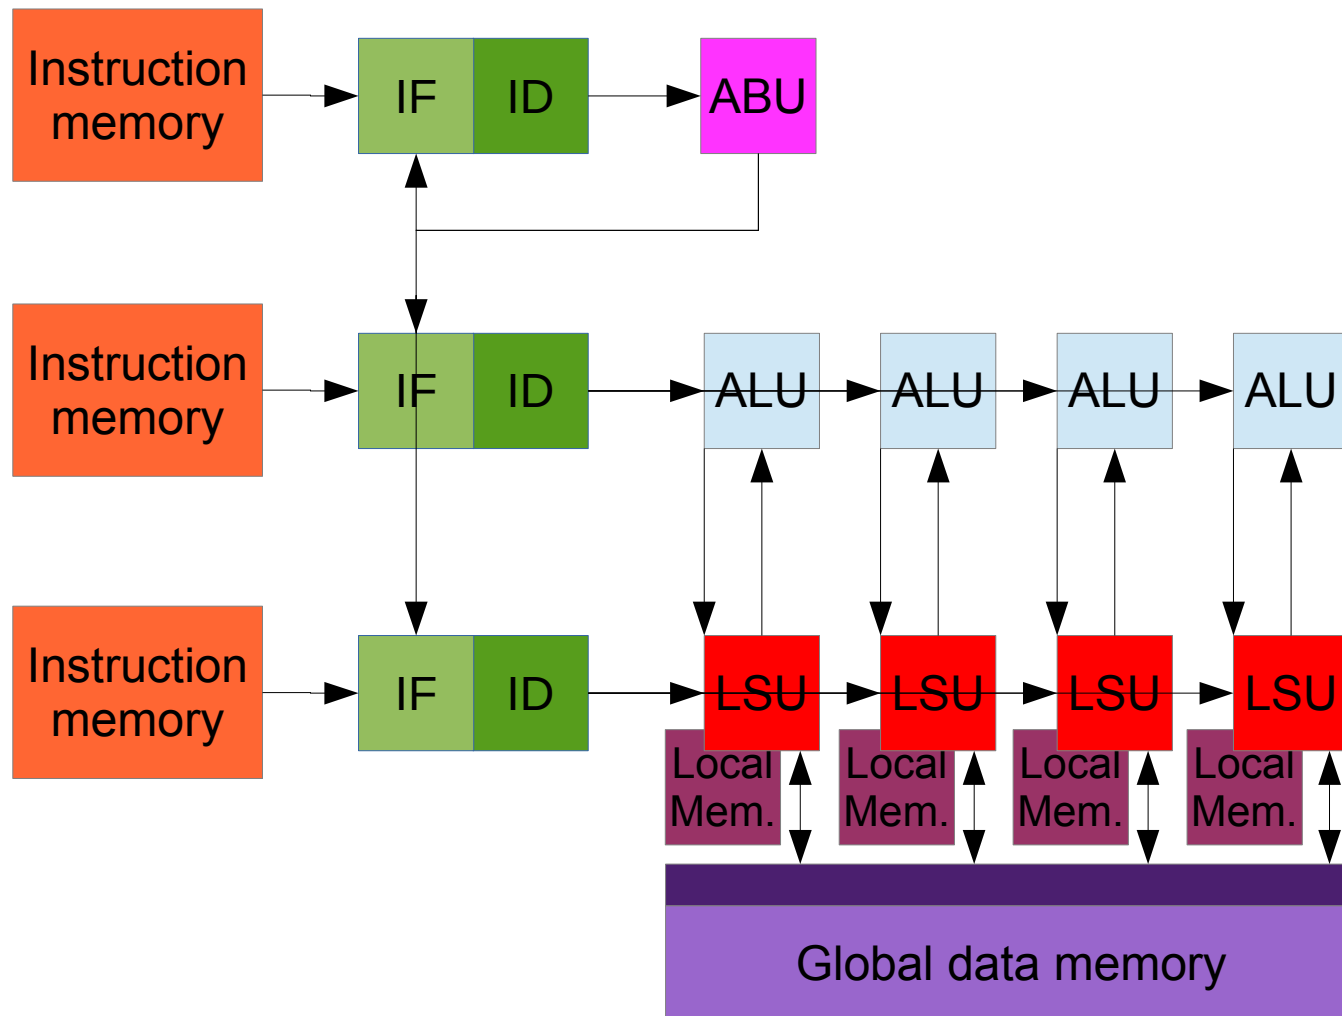 Instruction
memory
IF ID ABU
Instruction
memory
IF ID ALU ALU ALU ALU
Instruction
memory
IF ID LSU LSU LSU LSU
Local Local Local Local
Mem. Mem. Mem. Mem.
Global data memory